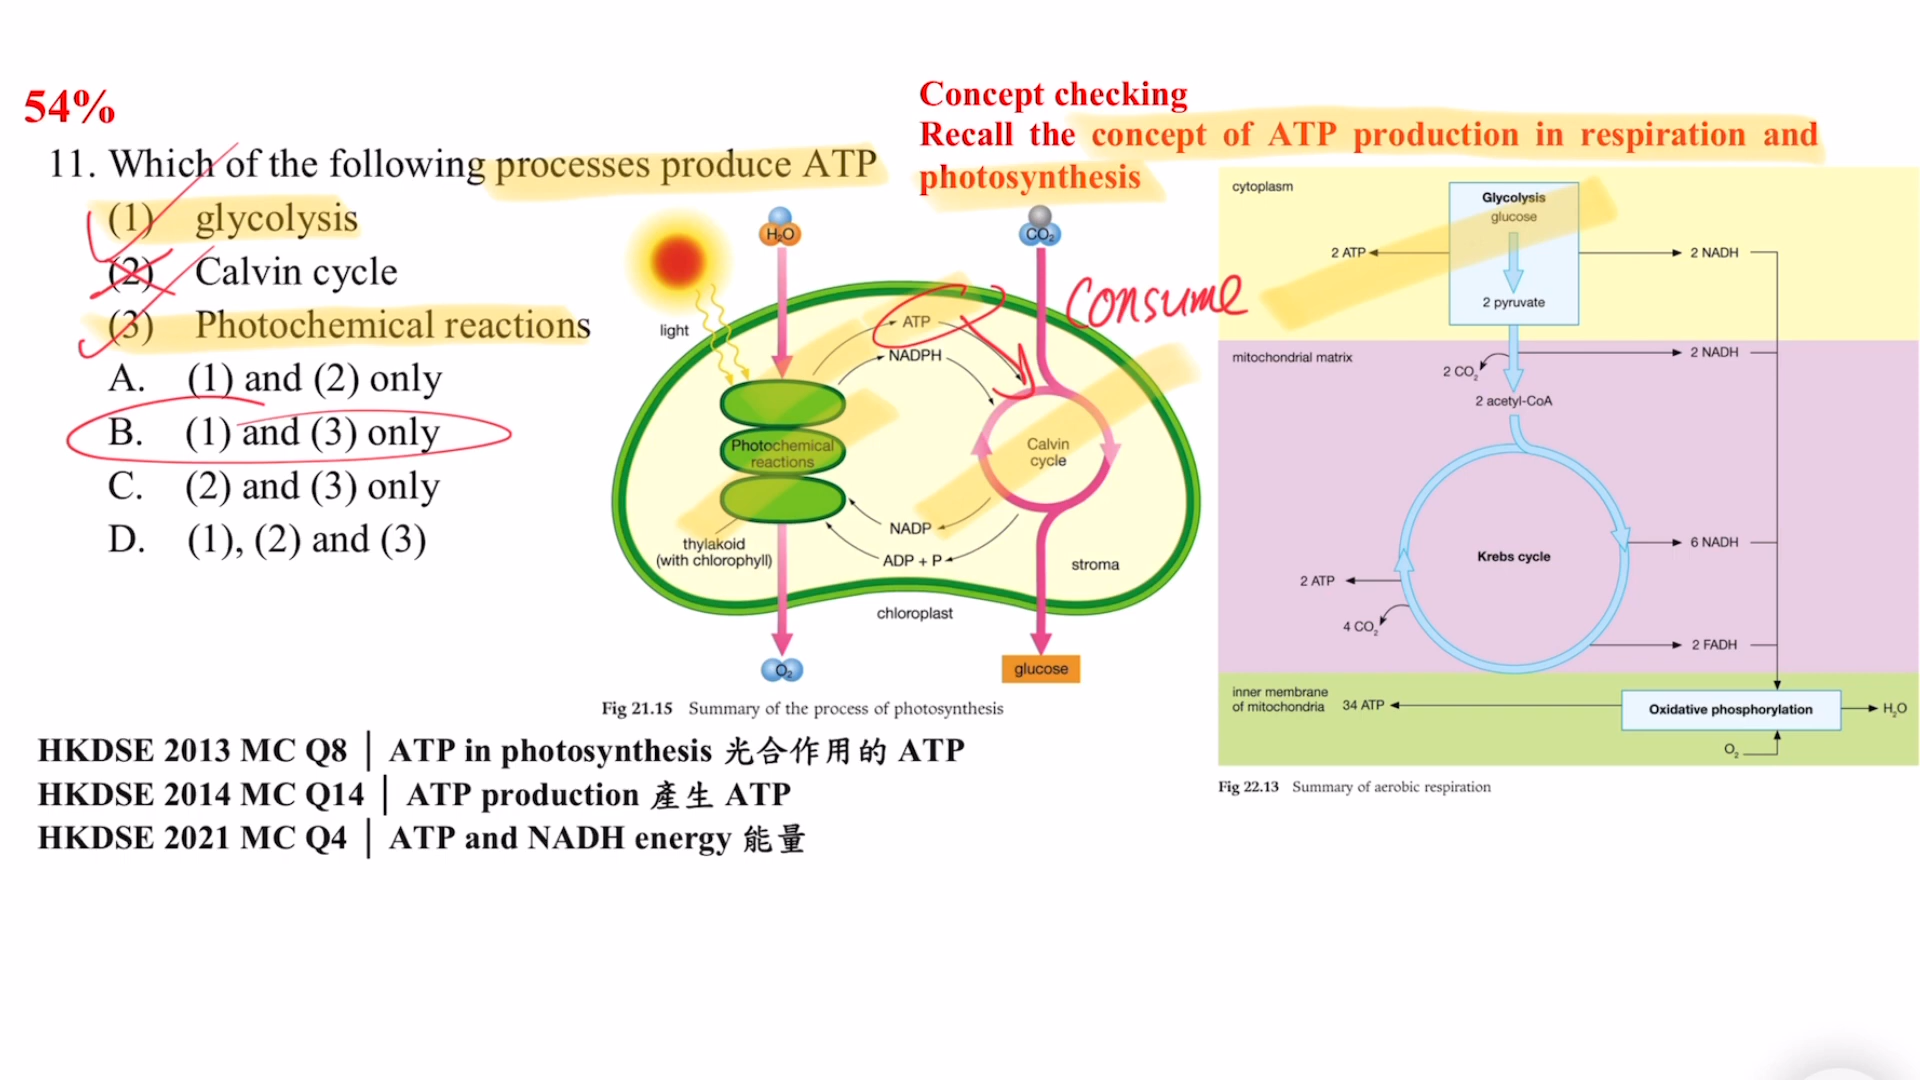 54%
Concept checking
Recall the concept of ATP production in respiration and
photosynthesis
11. Which of the following processes produce ATP
(1) glycolysis
(2) Calvin cycle
(3) Photochemical reactions
A. (1) and (2) only
B. (1) and (3) only
C. (2) and (3) only
D. (1), (2) and (3)
H₂O
CO₂
light
ATP
NADPH
consume
Photochemical
reactions
Calvin
cycle
NADP
ADP + P
thylakoid
(with chlorophyll)
stroma
chloroplast
O₂
glucose
Fig 21.15 Summary of the process of photosynthesis
cytoplasm
Glycolysis
glucose
2 ATP
2 NADH
2 pyruvate
mitochondrial matrix
2 NADH
2 CO₂
2 acetyl-CoA
Krebs cycle
6 NADH
2 ATP
4 CO₂
2 FADH
inner membrane
of mitochondria
34 ATP
Oxidative phosphorylation
H₂O
O₂
Fig 22.13 Summary of aerobic respiration
HKDSE 2013 MC Q8 | ATP in photosynthesis 光合作用的 ATP
HKDSE 2014 MC Q14 | ATP production 產生 ATP
HKDSE 2021 MC Q4 | ATP and NADH energy 能量